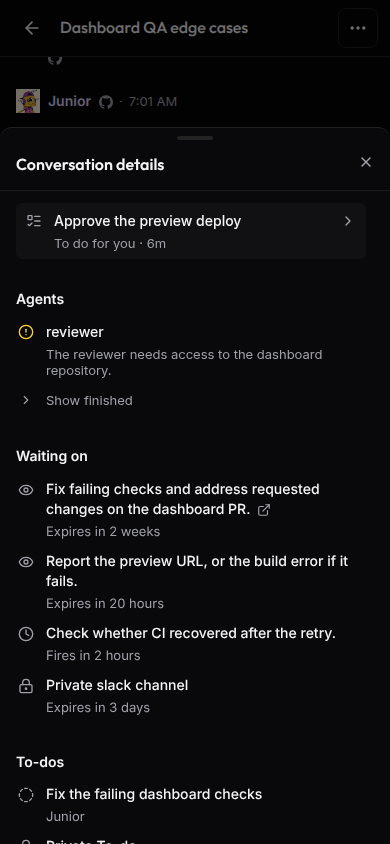 Dashboard QA edge cases
Junior · 7:01 AM
Conversation details
Approve the preview deploy
To do for you · 6m
Agents
reviewer
The reviewer needs access to the dashboard
repository.
Show finished
Waiting on
Fix failing checks and address requested
changes on the dashboard PR.
Expires in 2 weeks
Report the preview URL, or the build error if it
fails.
Expires in 20 hours
Check whether CI recovered after the retry.
Fires in 2 hours
Private slack channel
Expires in 3 days
To-dos
Fix the failing dashboard checks
Junior
Private To-do